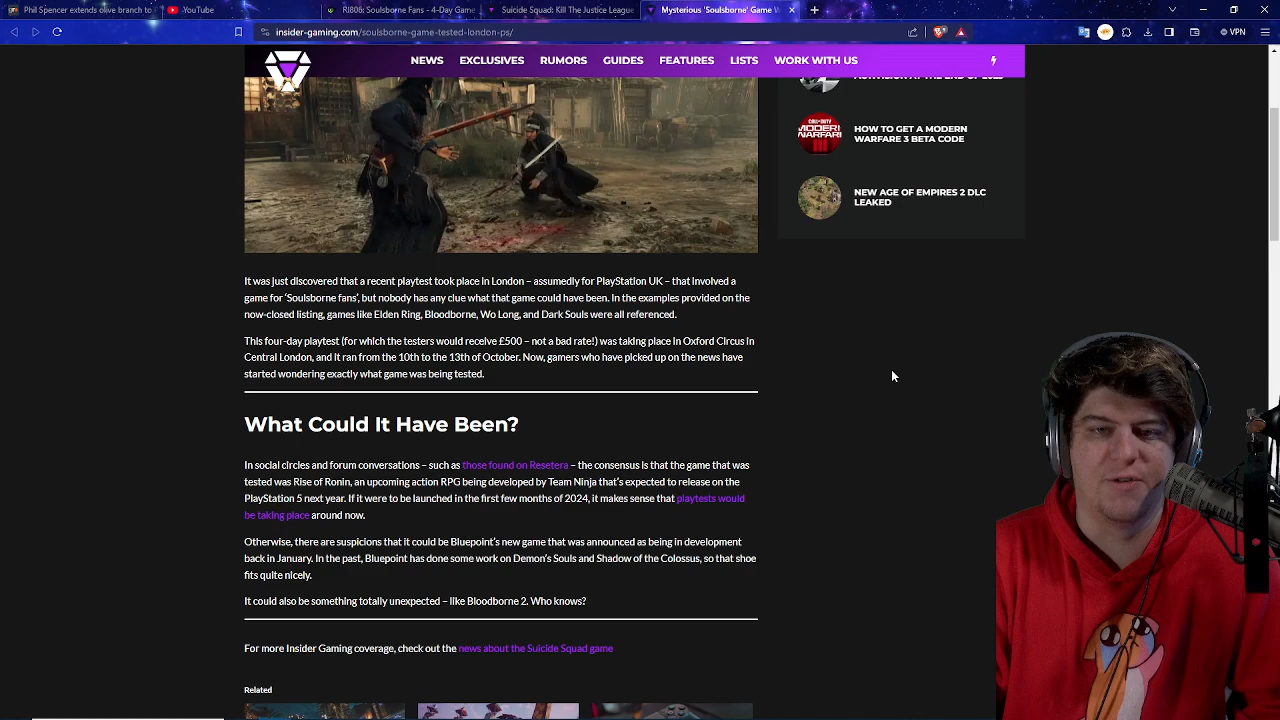 Phil Spencer extends olive branch to
YouTube
RI806: Soulsborne Fans - 4-Day Game
Suicide Squad: Kill The Justice League
Mysterious 'Soulsborne' Game W
insider-gaming.com/soulsborne-game-tested-london-ps/
VPN
NEWS EXCLUSIVES RUMORS GUIDES FEATURES LISTS WORK WITH US
HOW TO GET A MODERN
WARFARE 3 BETA CODE
NEW AGE OF EMPIRES 2 DLC
LEAKED
It was just discovered that a recent playtest took place in London – assumedly for PlayStation UK – that involved a
game for 'Soulsborne fans', but nobody has any clue what that game could have been. In the examples provided on the
now-closed listing, games like Elden Ring, Bloodborne, Wo Long, and Dark Souls were all referenced.
This four-day playtest (for which the testers would receive £500 – not a bad rate!) was taking place in Oxford Circus in
Central London, and it ran from the 10th to the 13th of October. Now, gamers who have picked up on the news have
started wondering exactly what game was being tested.
What Could It Have Been?
In social circles and forum conversations – such as those found on Resetera – the consensus is that the game that was
tested was Rise of Ronin, an upcoming action RPG being developed by Team Ninja that's expected to release on the
PlayStation 5 next year. If it were to be launched in the first few months of 2024, it makes sense that playtests would
be taking place around now.
Otherwise, there are suspicions that it could be Bluepoint's new game that was announced as being in development
back in January. In the past, Bluepoint has done some work on Demon's Souls and Shadow of the Colossus, so that shoe
fits quite nicely.
It could also be something totally unexpected – like Bloodborne 2. Who knows?
For more Insider Gaming coverage, check out the news about the Suicide Squad game
Related